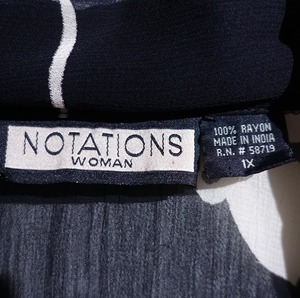 NOTATIONS
WOMAN
100% RAYON
MADE IN INDIA
R.N. # 58719
1X